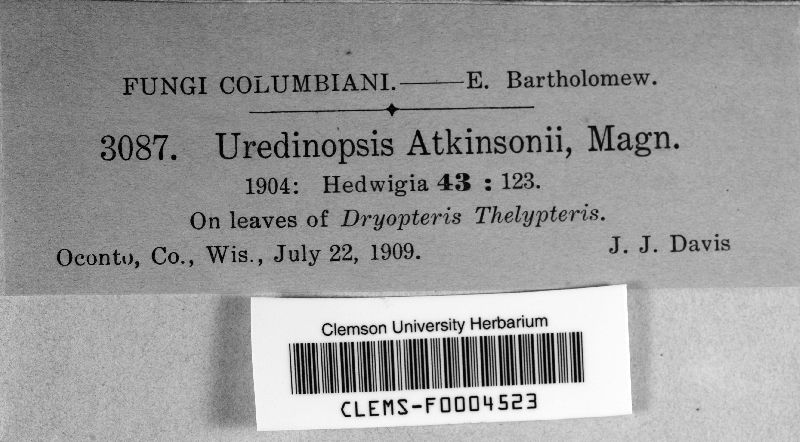 FUNGI COLUMBIANI.——E. Bartholomew.
3087. Uredinopsis Atkinsonii, Magn.
1904: Hedwigia 43 : 123.
On leaves of Dryopteris Thelypteris.
Oconto, Co., Wis., July 22, 1909. J. J. Davis
Clemson University Herbarium
CLEMS-F0004523